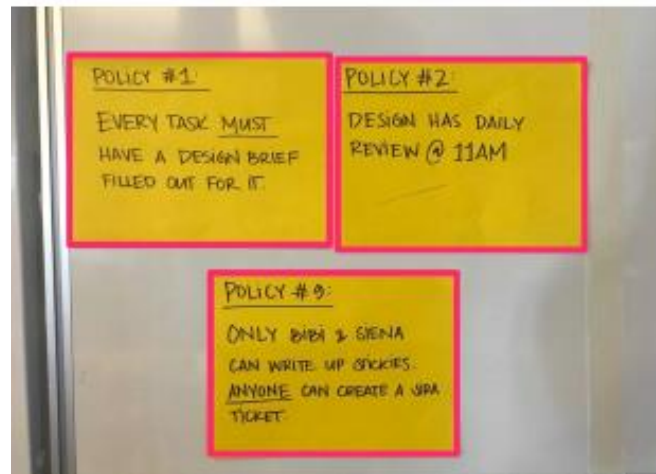 POLICY #1:
EVERY TASK MUST
HAVE A DESIGN BRIEF
FILLED OUT FOR IT.
POLICY #2:
DESIGN HAS DAILY
REVIEW @ 11AM
POLICY #3:
ONLY BIBI & SIENA
CAN WRITE UP STICKIES.
ANYONE CAN CREATE A JIRA
TICKET.